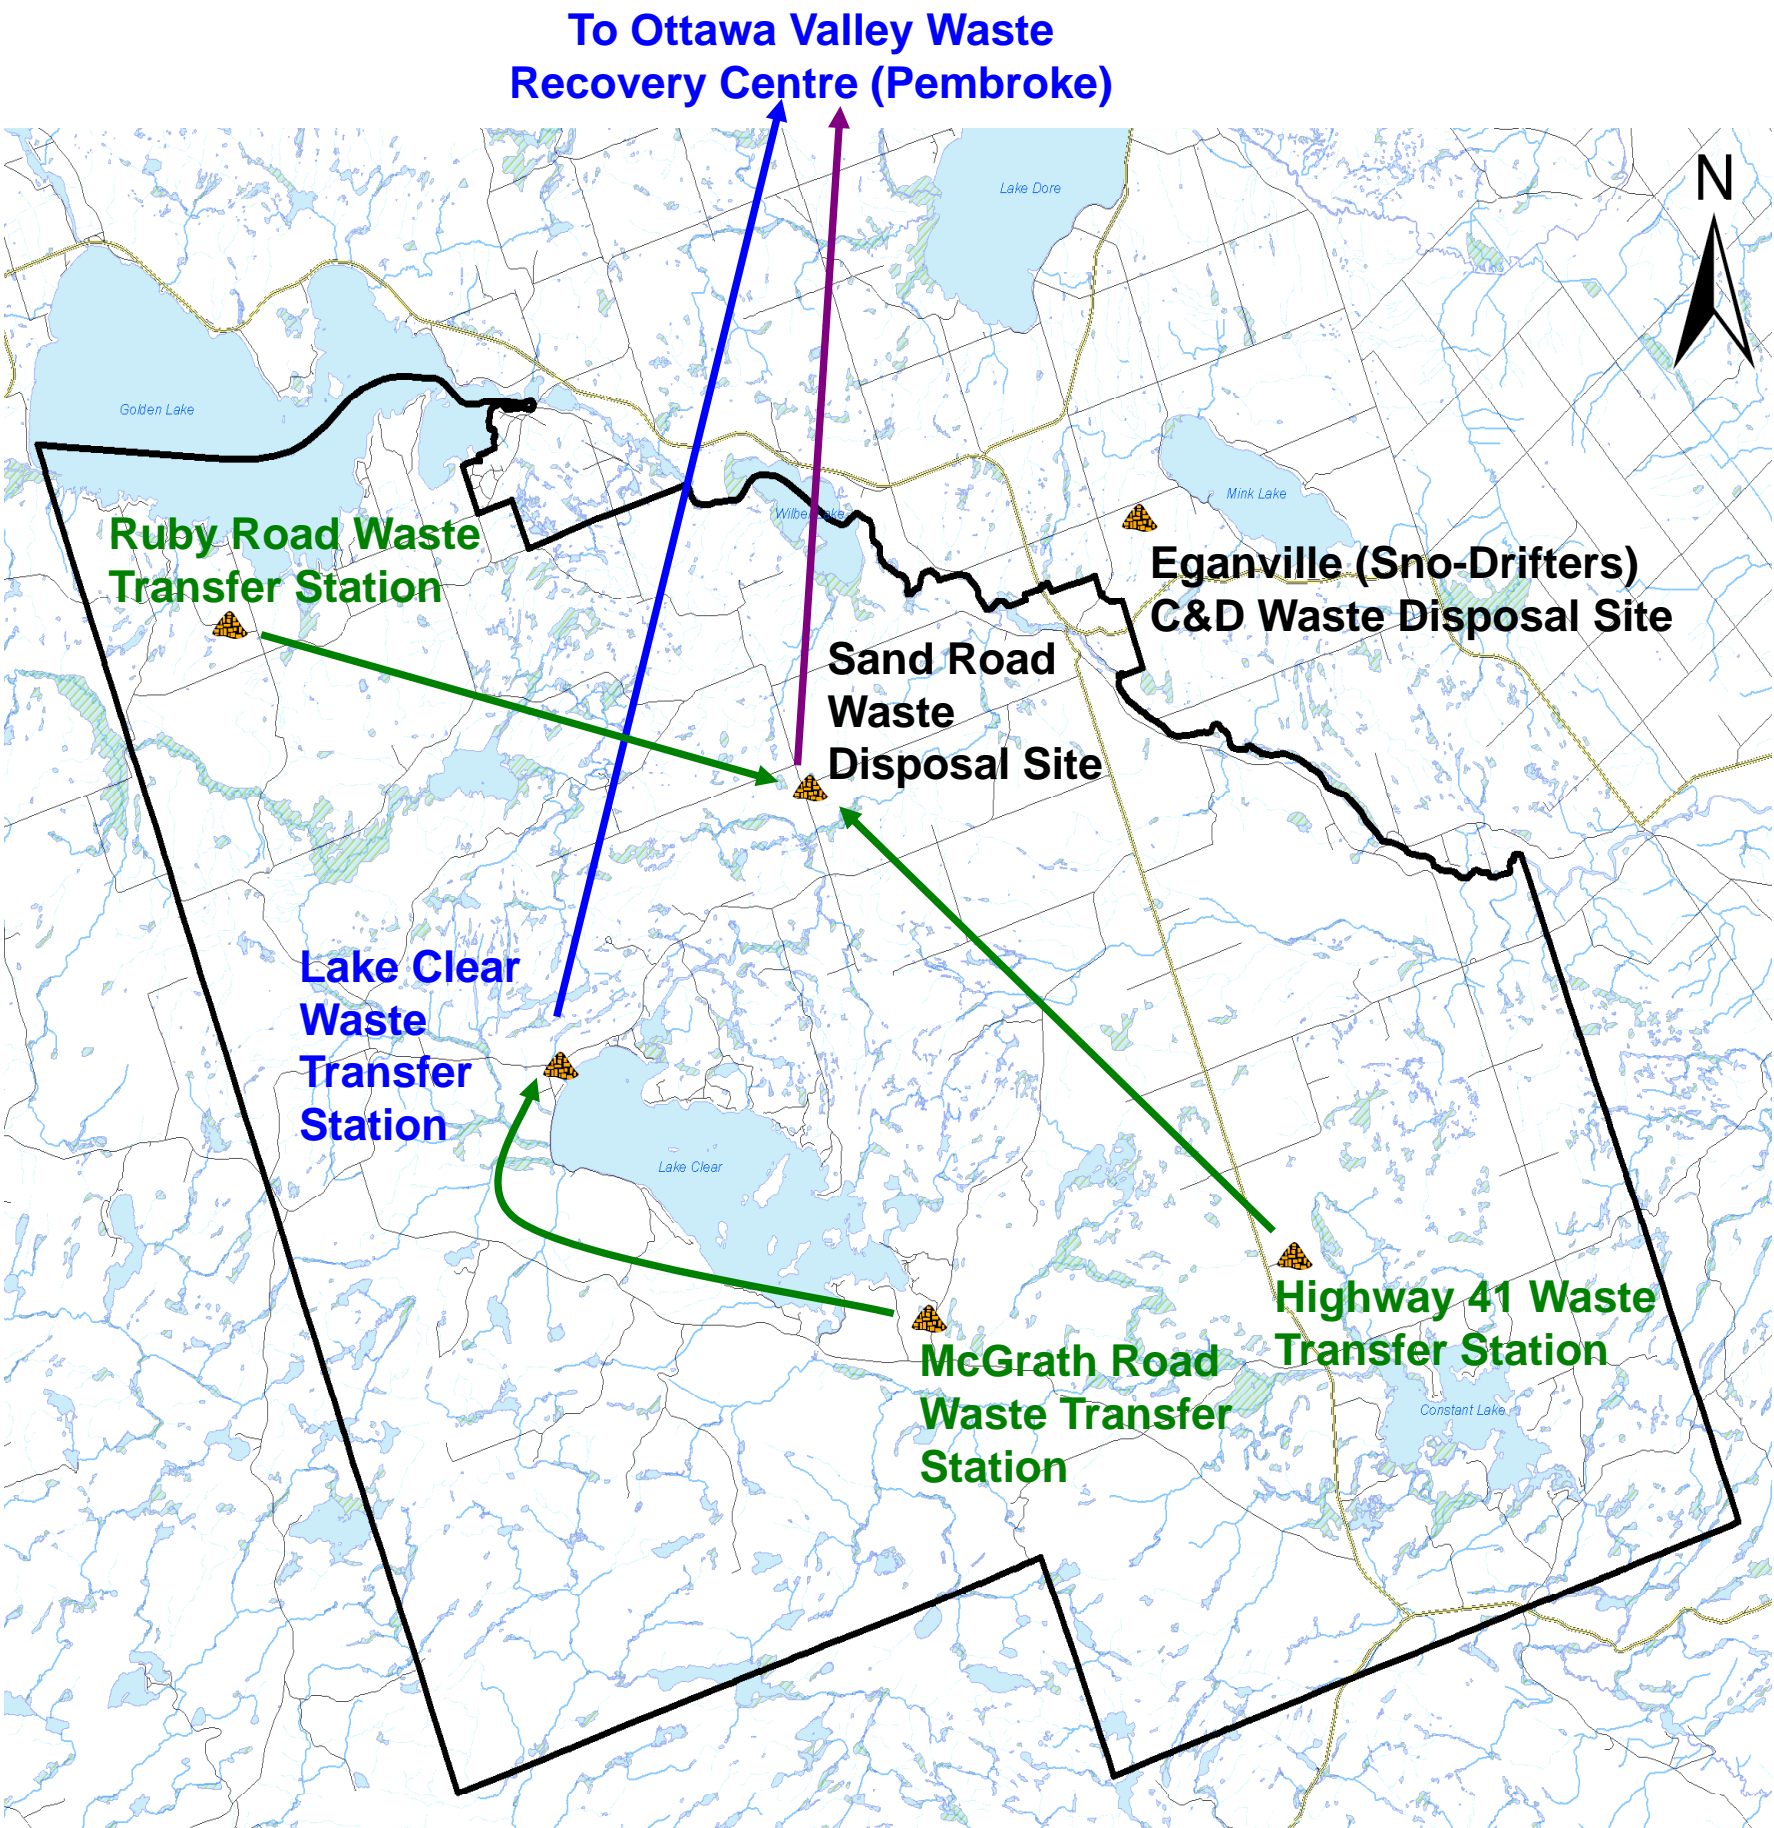 To Ottawa Valley Waste
Recovery Centre (Pembroke)
N
Lake Dore
Golden Lake
Mink Lake
Wilber Lake
Ruby Road Waste
Transfer Station
Eganville (Sno-Drifters)
C&D Waste Disposal Site
Sand Road
Waste
Disposal Site
Lake Clear
Waste
Transfer
Station
Lake Clear
Highway 41 Waste
Transfer Station
McGrath Road
Waste Transfer
Station
Constant Lake